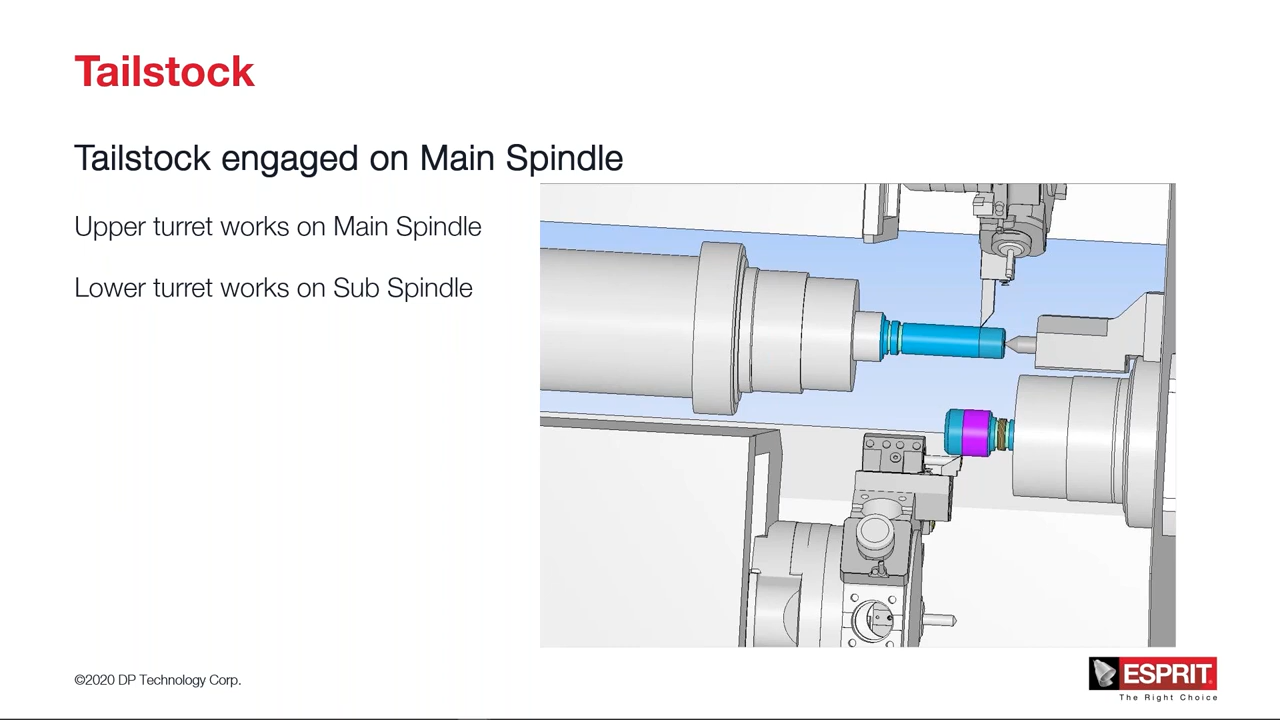 Tailstock
Tailstock engaged on Main Spindle
Upper turret works on Main Spindle
Lower turret works on Sub Spindle
©2020 DP Technology Corp.
ESPRIT
The Right Choice